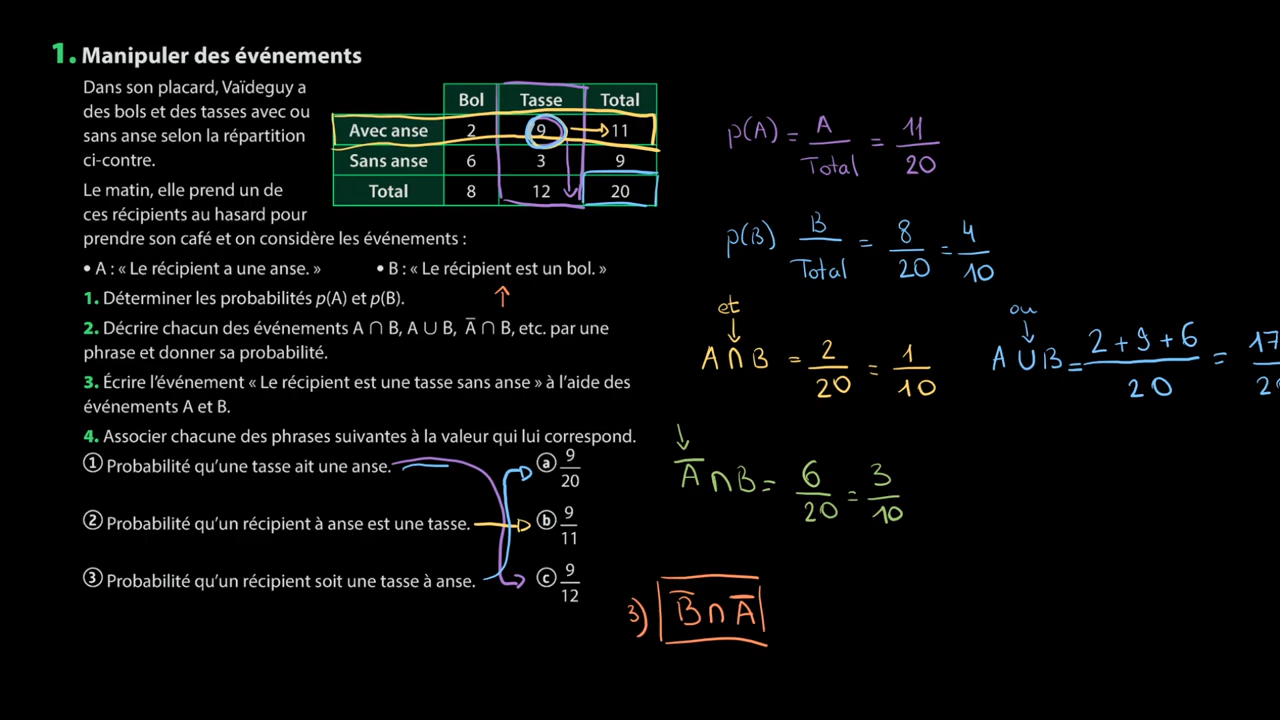 1. Manipuler des événements
Dans son placard, Vaïdeguy a
des bols et des tasses avec ou
sans anse selon la répartition
ci-contre.
Le matin, elle prend un de
ces récipients au hasard pour
prendre son café et on considère les événements :
Bol Tasse Total
Avec anse 2 9 11
Sans anse 6 3 9
Total 8 12 20
• A : « Le récipient a une anse. » • B : « Le récipient est un bol. »
1. Déterminer les probabilités p(A) et p(B).
2. Décrire chacun des événements A ∩ B, A ∪ B, A̅ ∩ B, etc. par une
phrase et donner sa probabilité.
3. Écrire l'événement « Le récipient est une tasse sans anse » à l'aide des
événements A et B.
4. Associer chacune des phrases suivantes à la valeur qui lui correspond.
① Probabilité qu'une tasse ait une anse. ⓐ 9/20
② Probabilité qu'un récipient à anse est une tasse. ⓑ 9/11
③ Probabilité qu'un récipient soit une tasse à anse. ⓒ 9/12
p(A) = A/Total = 11/20
p(B) B/Total = 8/20 = 4/10
et
A ∩ B = 2/20 = 1/10
ou
A ∪ B = 2+9+6/20 = 17/2
A̅ ∩ B = 6/20 = 3/10
3) B̅ ∩ A̅